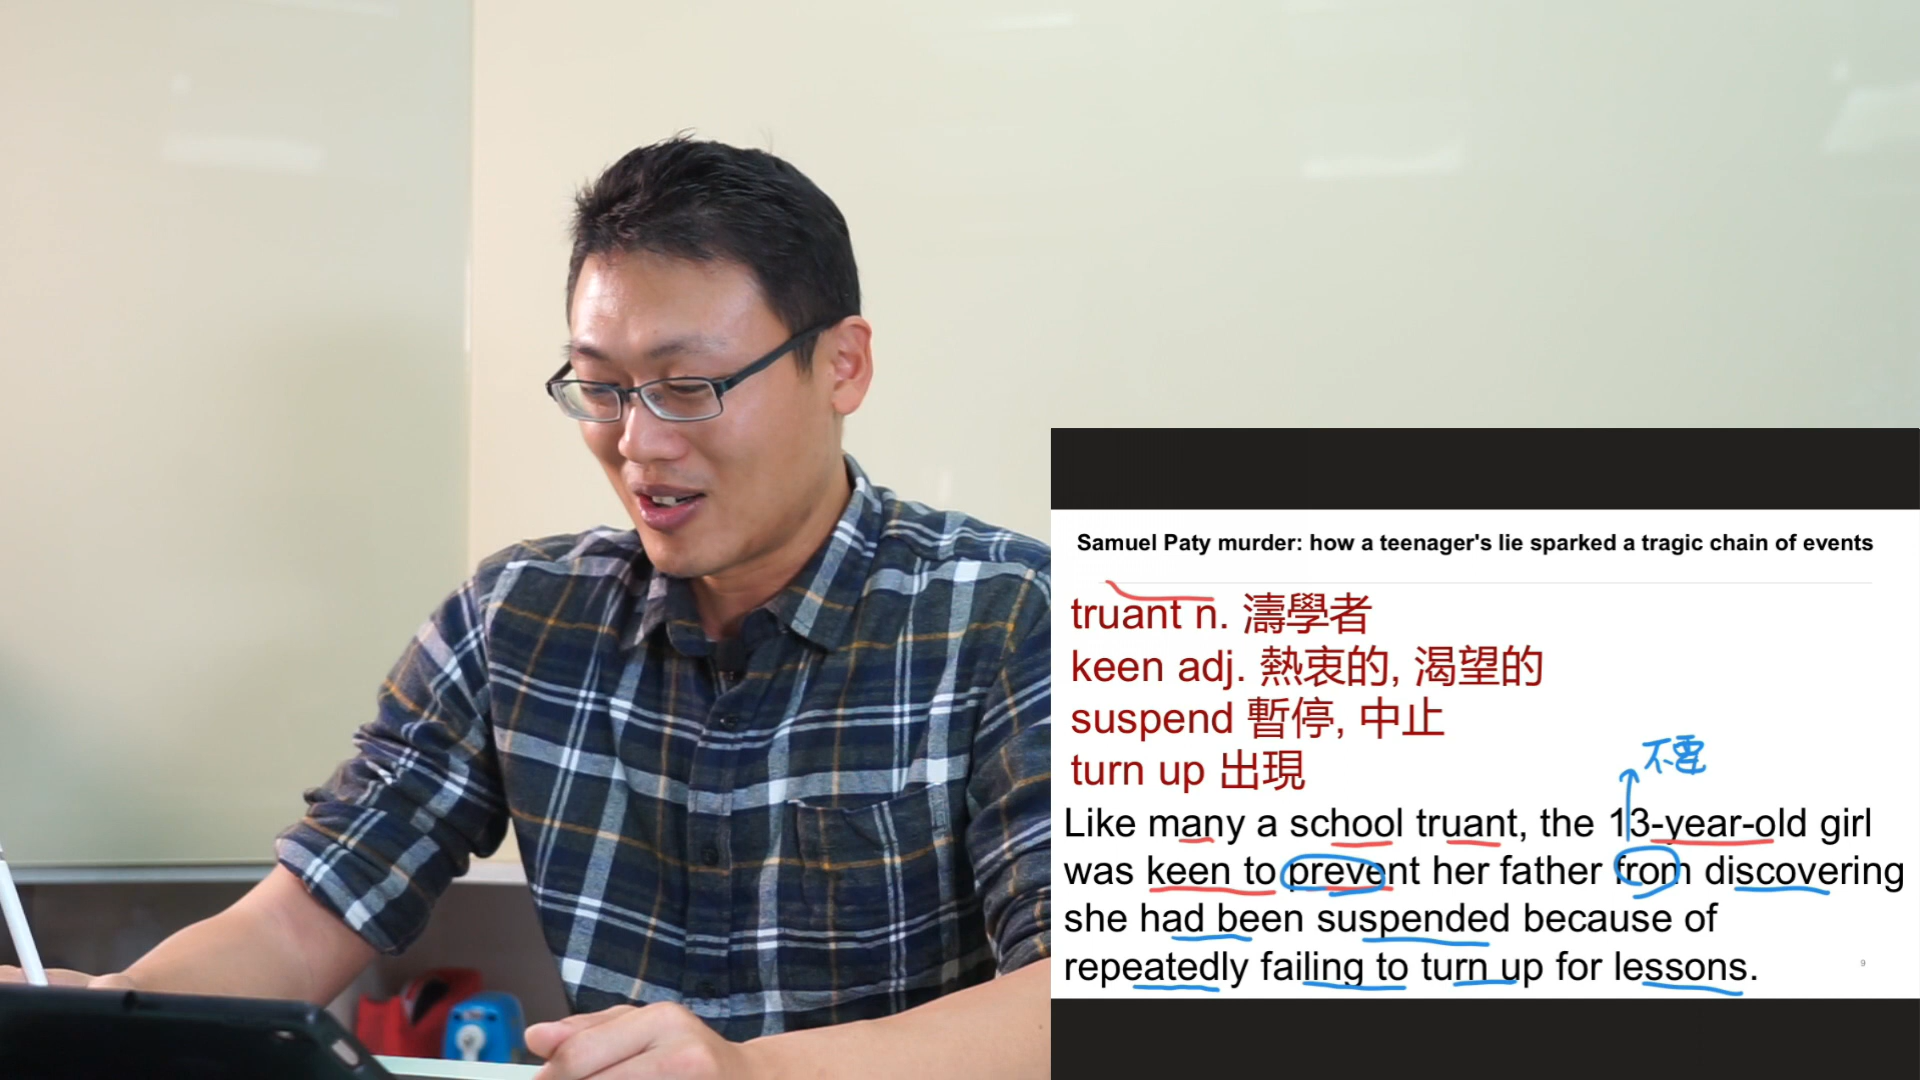 Samuel Paty murder: how a teenager's lie sparked a tragic chain of events
truant n. 濤學者
keen adj. 熱衷的, 渴望的
suspend 暫停, 中止
turn up 出現
不要
Like many a school truant, the 13-year-old girl
was keen to prevent her father from discovering
she had been suspended because of
repeatedly failing to turn up for lessons.
9